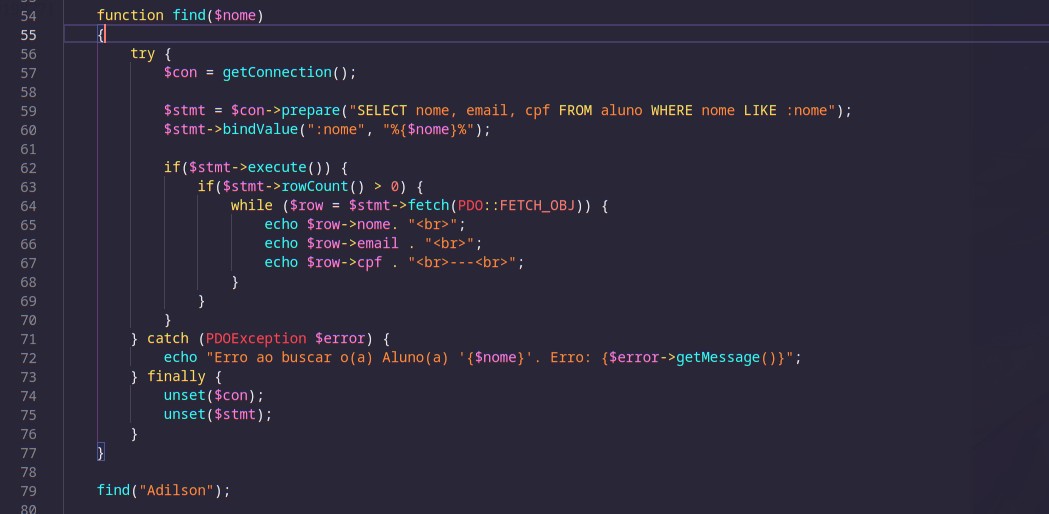 54 function find($nome)
55 {
56 try {
57 $con = getConnection();
58
59 $stmt = $con->prepare("SELECT nome, email, cpf FROM aluno WHERE nome LIKE :nome");
60 $stmt->bindValue(":nome", "%{$nome}%");
61
62 if($stmt->execute()) {
63 if($stmt->rowCount() > 0) {
64 while ($row = $stmt->fetch(PDO::FETCH_OBJ)) {
65 echo $row->nome. "<br>";
66 echo $row->email . "<br>";
67 echo $row->cpf . "<br>---<br>";
68 }
69 }
70 }
71 } catch (PDOException $error) {
72 echo "Erro ao buscar o(a) Aluno(a) '{$nome}'. Erro: {$error->getMessage()}";
73 } finally {
74 unset($con);
75 unset($stmt);
76 }
77 }
78
79 find("Adilson");
80